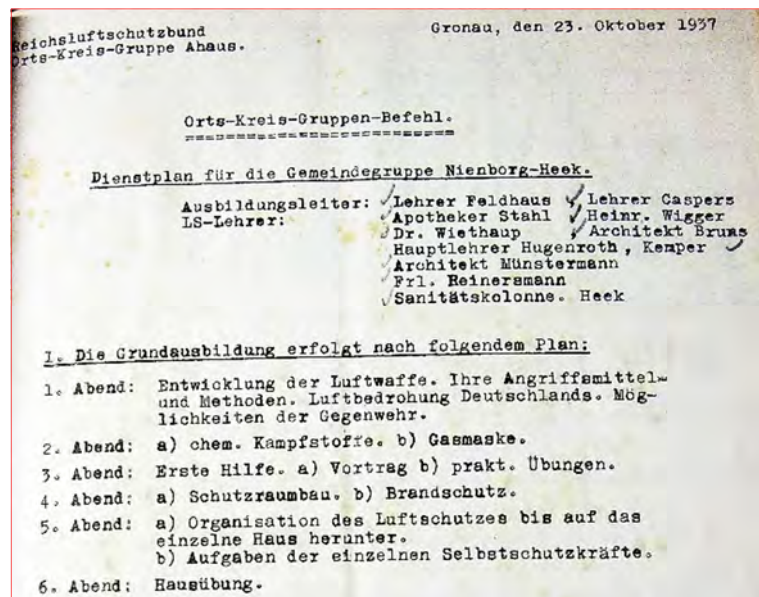 Reichsluftschutzbund
Orts-Kreis-Gruppe Ahaus.
Gronau, den 23. Oktober 1937
Orts-Kreis-Gruppen-Befehl.
==========================
Dienstplan für die Gemeindegruppe Nienborg-Heek.
Ausbildungsleiter: Lehrer Feldhaus Lehrer Caspers
LS-Lehrer: Apotheker Stahl Heinr. Wigger
Dr. Wiethaup Architekt Bruns
Hauptlehrer Hugenroth , Kemper
Architekt Münstermann
Frl. Reinersmann
Sanitätskolonne. Heek
I. Die Grundausbildung erfolgt nach folgendem Plan:
1. Abend: Entwicklung der Luftwaffe. Ihre Angriffsmittel-
und Methoden. Luftbedrohung Deutschlands. Mög-
lichkeiten der Gegenwehr.
2. Abend: a) chem. Kampfstoffe. b) Gasmaske.
3. Abend: Erste Hilfe. a) Vortrag b) prakt. Übungen.
4. Abend: a) Schutzraumbau. b) Brandschutz.
5. Abend: a) Organisation des Luftschutzes bis auf das
einzelne Haus herunter.
b) Aufgaben der einzelnen Selbstschutzkräfte.
6. Abend: Hausübung.